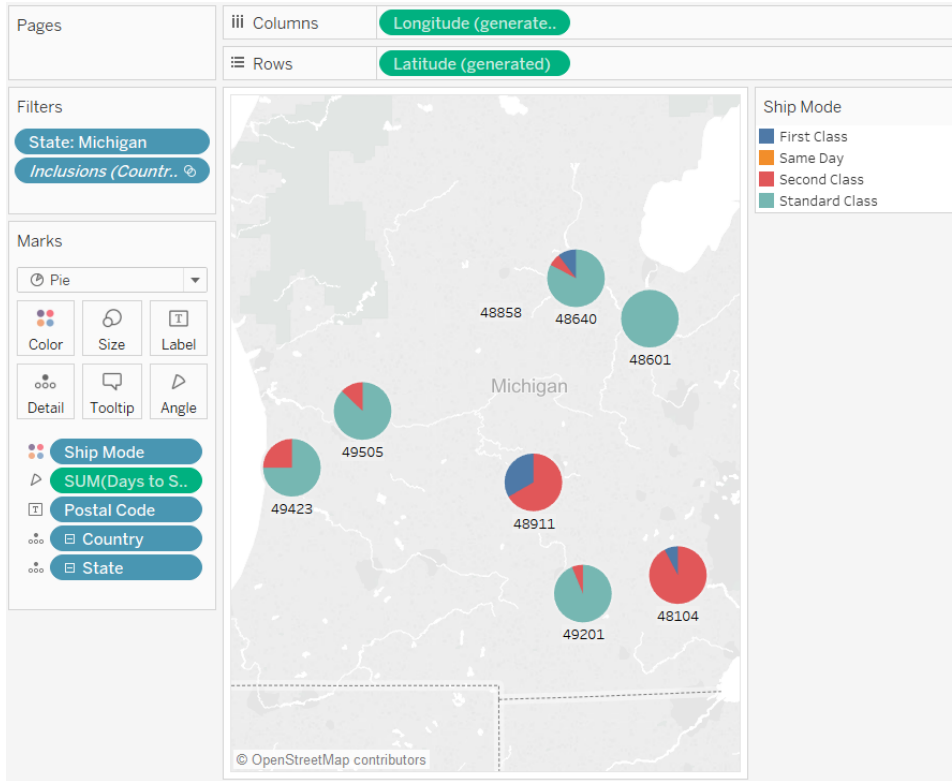 Pages
iii Columns
Longitude (generate..
Rows
Latitude (generated)
Filters
State: Michigan
Inclusions (Countr..
Marks
Pie
Color
Size
T
Label
Detail
Tooltip
Angle
Ship Mode
SUM(Days to S..
T
Postal Code
Country
State
48858
48640
48601
Michigan
49505
49423
48911
49201
48104
© OpenStreetMap contributors
Ship Mode
First Class
Same Day
Second Class
Standard Class